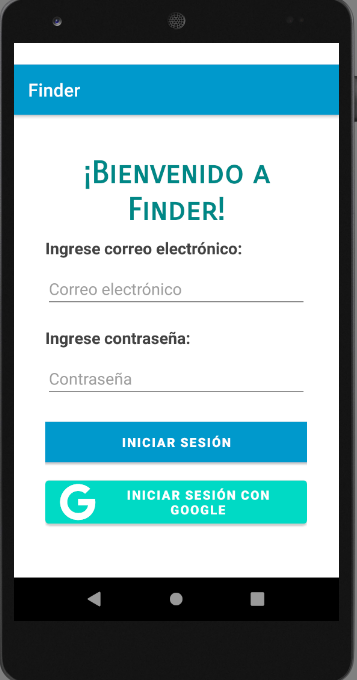 Finder
¡Bienvenido a
Finder!
Ingrese correo electrónico:
Correo electrónico
Ingrese contraseña:
Contraseña
INICIAR SESIÓN
G
INICIAR SESIÓN CON
GOOGLE